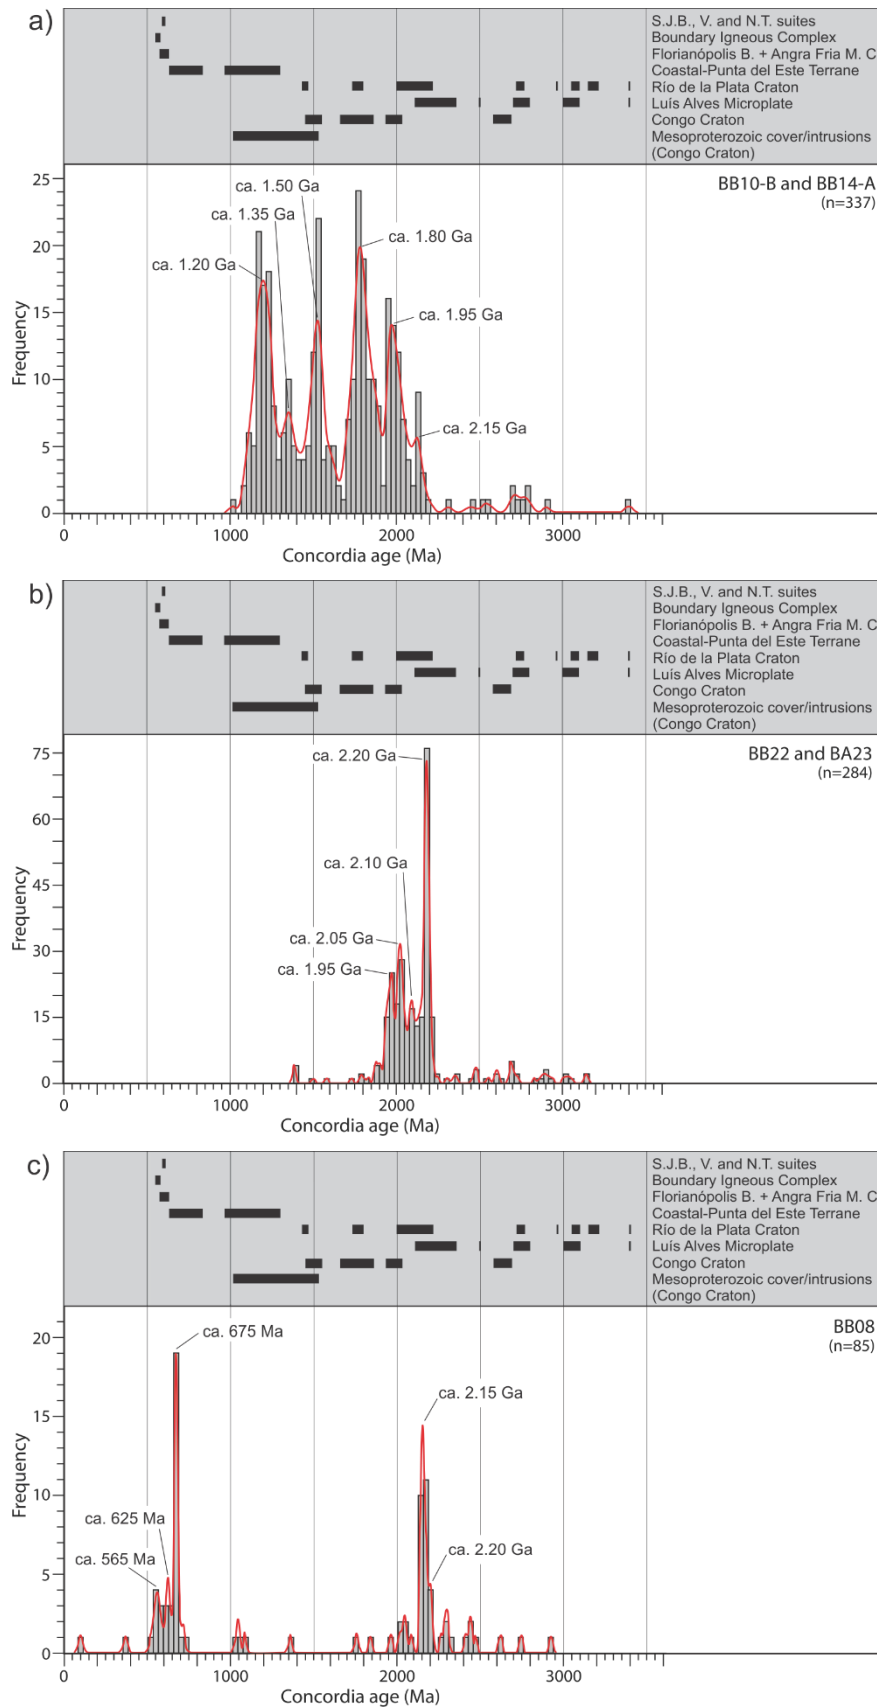 a)
S.J.B., V. and N.T. suites
Boundary Igneous Complex
Florianópolis B. + Angra Fria M. C
Coastal-Punta del Este Terrane
Río de la Plata Craton
Luís Alves Microplate
Congo Craton
Mesoproterozoic cover/intrusions
(Congo Craton)
BB10-B and BB14-A
(n=337)
ca. 1.50 Ga
ca. 1.35 Ga
ca. 1.20 Ga
ca. 1.80 Ga
ca. 1.95 Ga
ca. 2.15 Ga
25
20
15
10
5
0
Frequency
0 1000 2000 3000
Concordia age (Ma)
b)
S.J.B., V. and N.T. suites
Boundary Igneous Complex
Florianópolis B. + Angra Fria M. C
Coastal-Punta del Este Terrane
Río de la Plata Craton
Luís Alves Microplate
Congo Craton
Mesoproterozoic cover/intrusions
(Congo Craton)
BB22 and BA23
(n=284)
ca. 2.20 Ga
ca. 2.10 Ga
ca. 2.05 Ga
ca. 1.95 Ga
75
60
45
30
15
0
Frequency
0 1000 2000 3000
Concordia age (Ma)
c)
S.J.B., V. and N.T. suites
Boundary Igneous Complex
Florianópolis B. + Angra Fria M. C
Coastal-Punta del Este Terrane
Río de la Plata Craton
Luís Alves Microplate
Congo Craton
Mesoproterozoic cover/intrusions
(Congo Craton)
BB08
(n=85)
ca. 675 Ma
ca. 2.15 Ga
ca. 625 Ma
ca. 565 Ma
ca. 2.20 Ga
20
15
10
5
0
Frequency
0 1000 2000 3000
Concordia age (Ma)